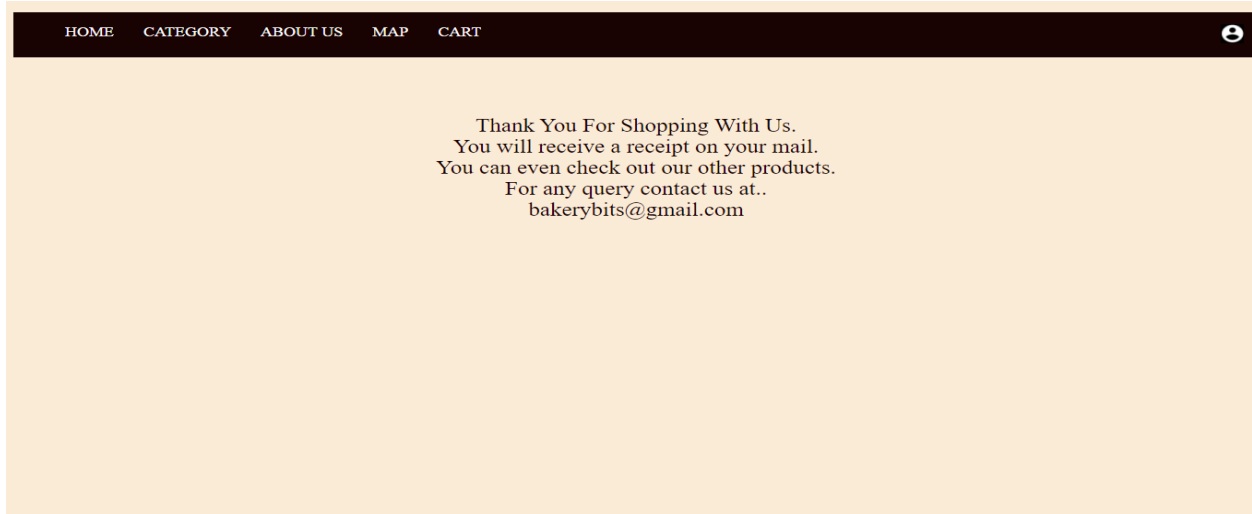 HOME CATEGORY ABOUT US MAP CART
Thank You For Shopping With Us.
You will receive a receipt on your mail.
You can even check out our other products.
For any query contact us at..
bakerybits@gmail.com